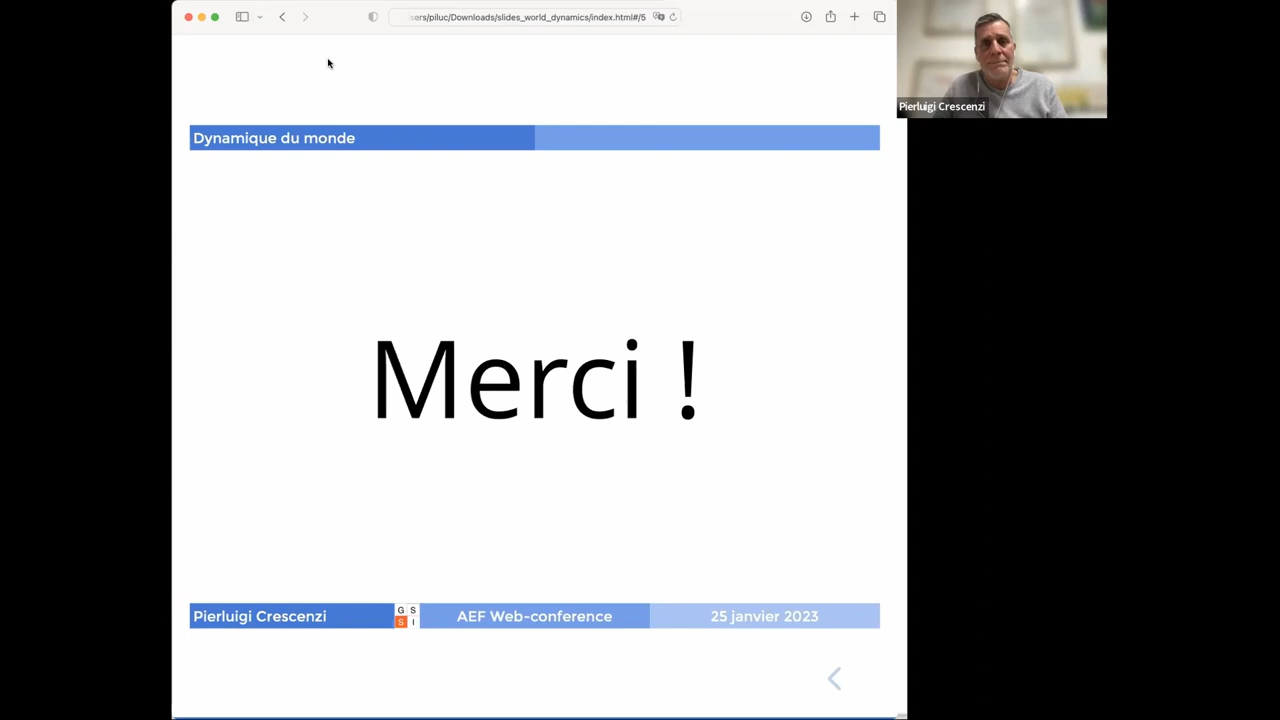 sers/piluc/Downloads/slides_world_dynamics/index.html#/5
Pierluigi Crescenzi
Dynamique du monde
Merci !
Pierluigi Crescenzi
G S
S I
AEF Web-conference
25 janvier 2023